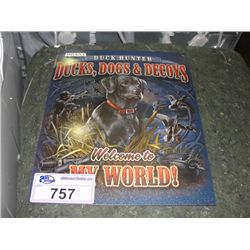 DUCK HUNTER
DUCKS, DOGS & DECOYS
Welcome to
MY WORLD!
757